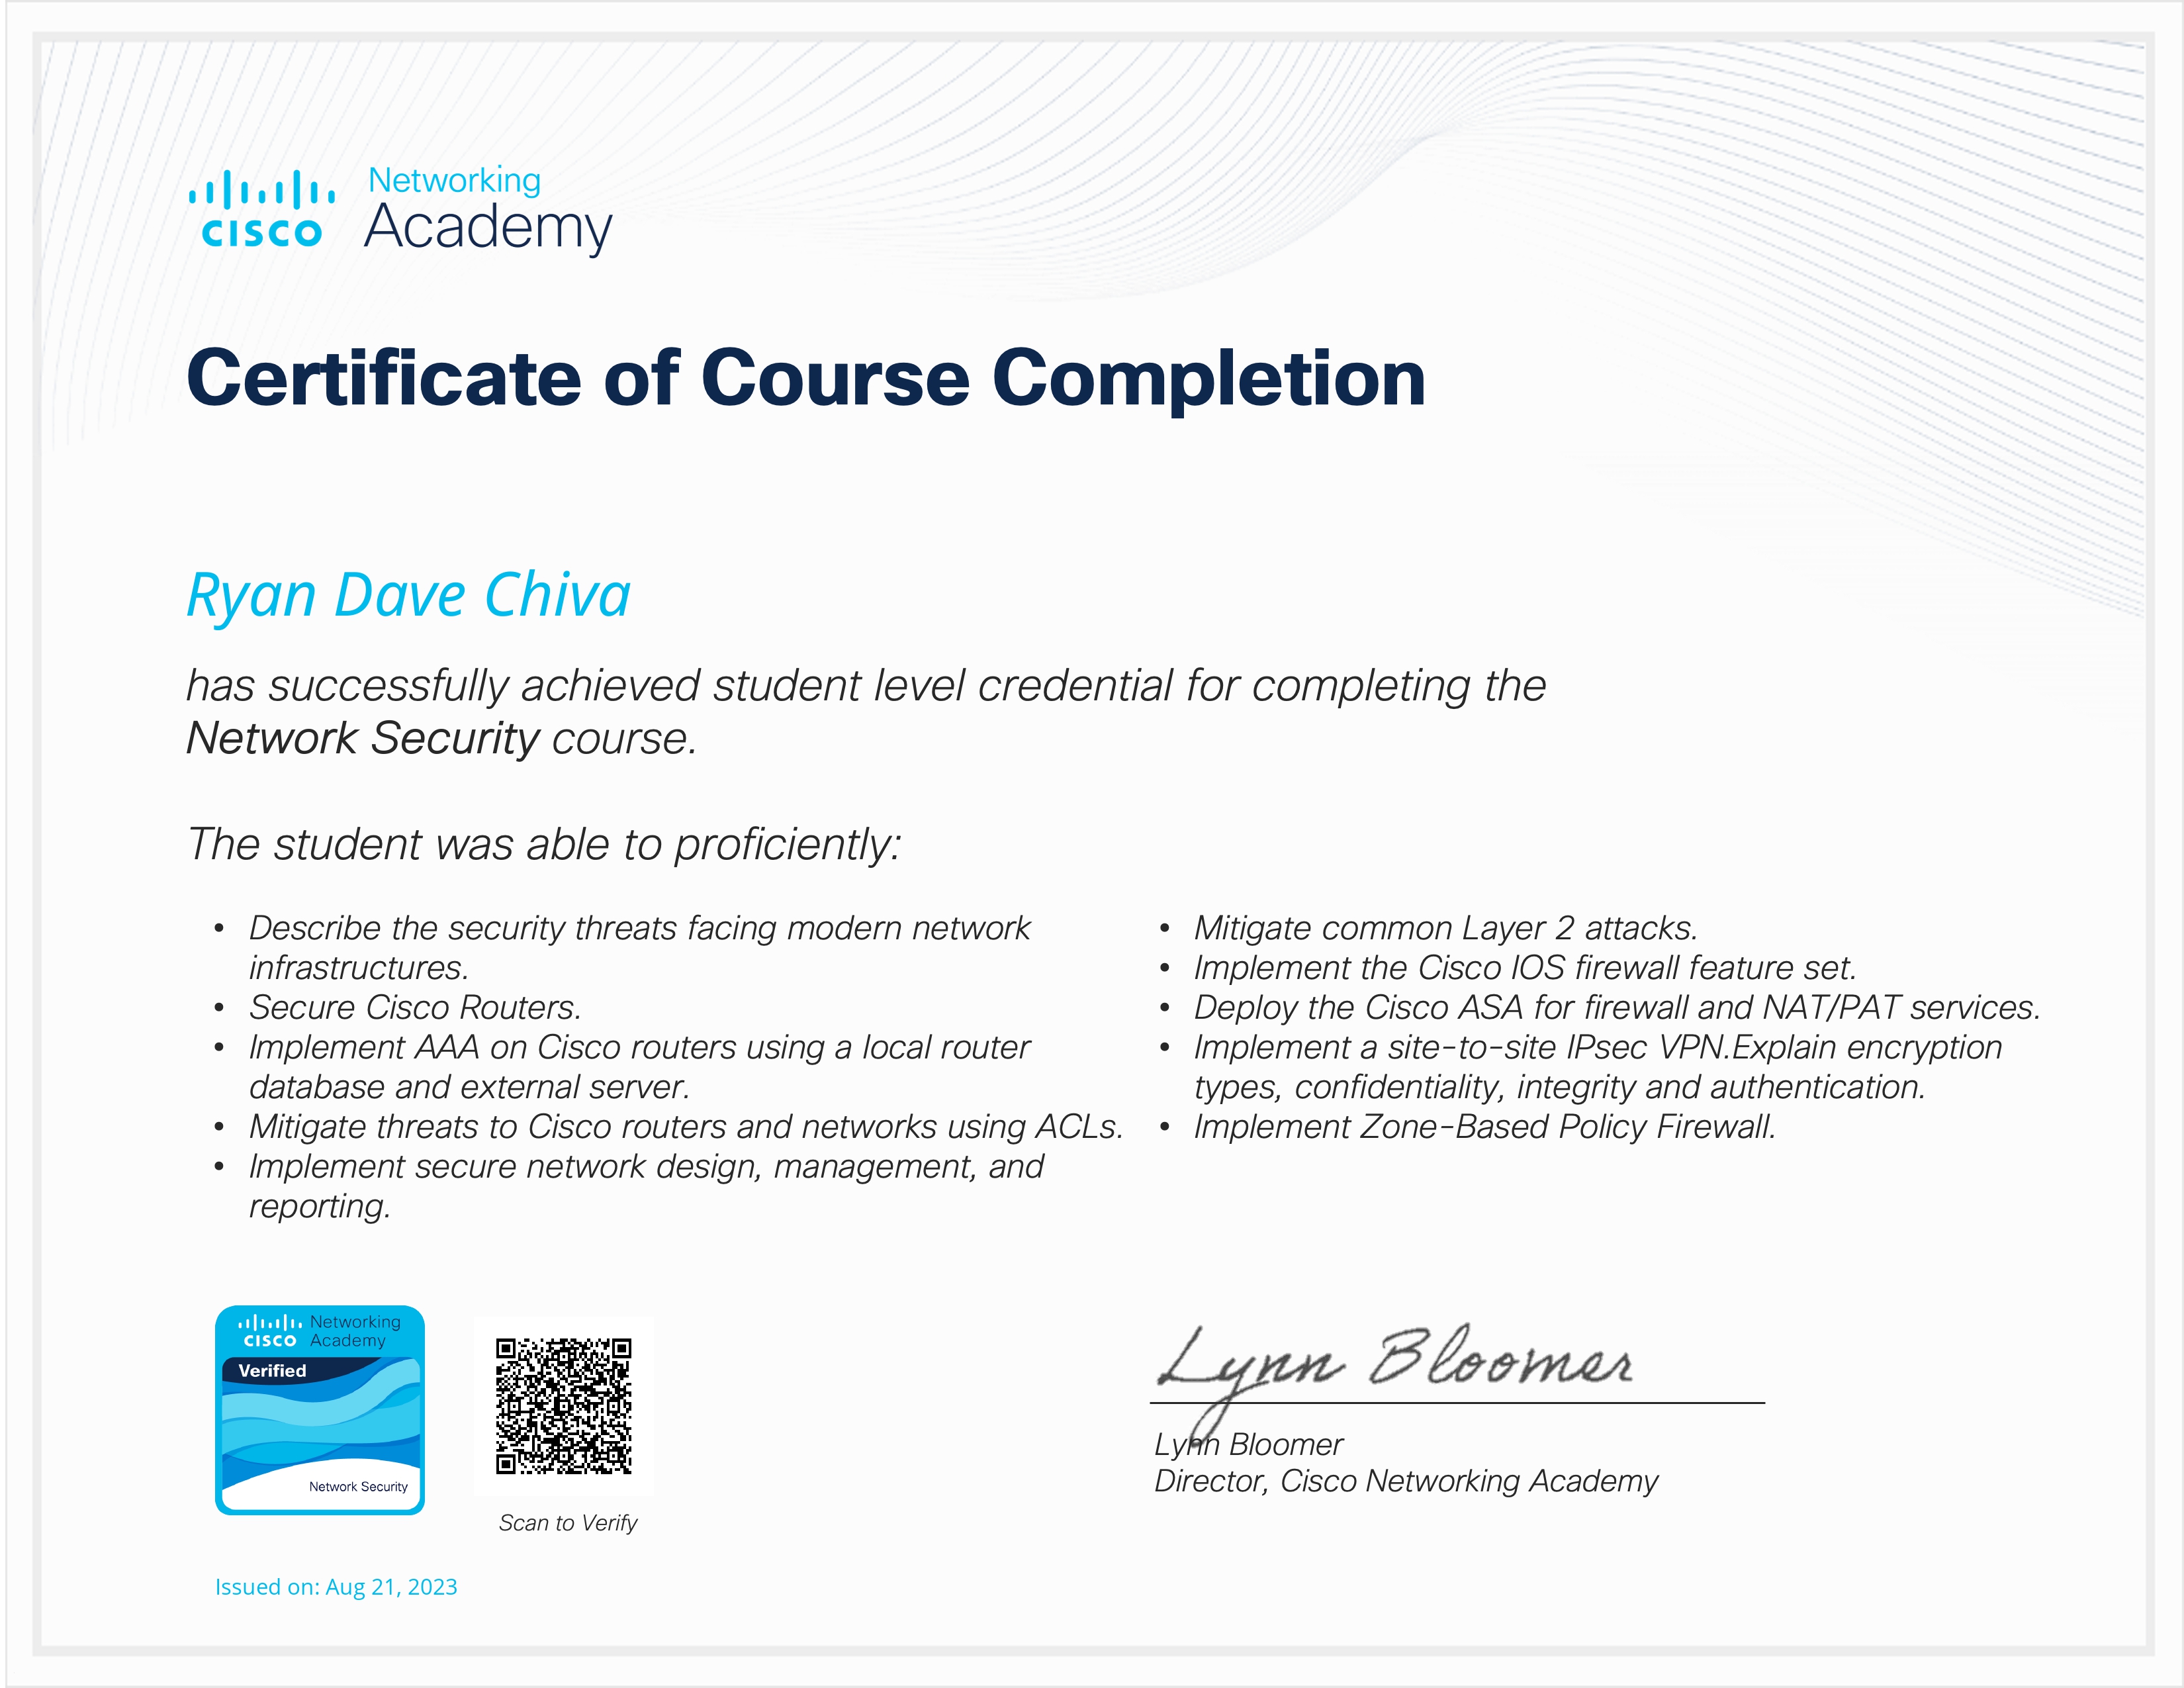 Networking
Academy
CISCO
Certificate of Course Completion
Ryan Dave Chiva
has successfully achieved student level credential for completing the
Network Security course.
The student was able to proficiently:
• Describe the security threats facing modern network
infrastructures.
• Secure Cisco Routers.
• Implement AAA on Cisco routers using a local router
database and external server.
• Mitigate threats to Cisco routers and networks using ACLs.
• Implement secure network design, management, and
reporting.
• Mitigate common Layer 2 attacks.
• Implement the Cisco IOS firewall feature set.
• Deploy the Cisco ASA for firewall and NAT/PAT services.
• Implement a site-to-site IPsec VPN.Explain encryption
types, confidentiality, integrity and authentication.
• Implement Zone-Based Policy Firewall.
Networking
CISCO Academy
Verified
Network Security
Scan to Verify
Lynn Bloomer
Lynn Bloomer
Director, Cisco Networking Academy
Issued on: Aug 21, 2023